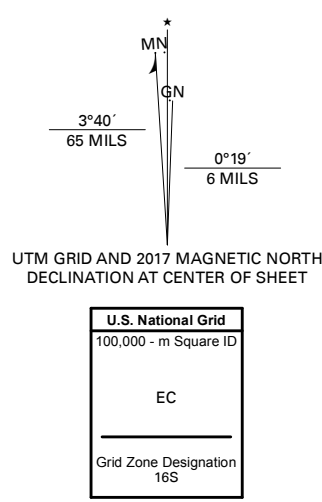 ★
MN
GN
3°40´
65 MILS
0°19´
6 MILS
UTM GRID AND 2017 MAGNETIC NORTH
DECLINATION AT CENTER OF SHEET
U.S. National Grid
100,000 - m Square ID
EC
Grid Zone Designation
16S